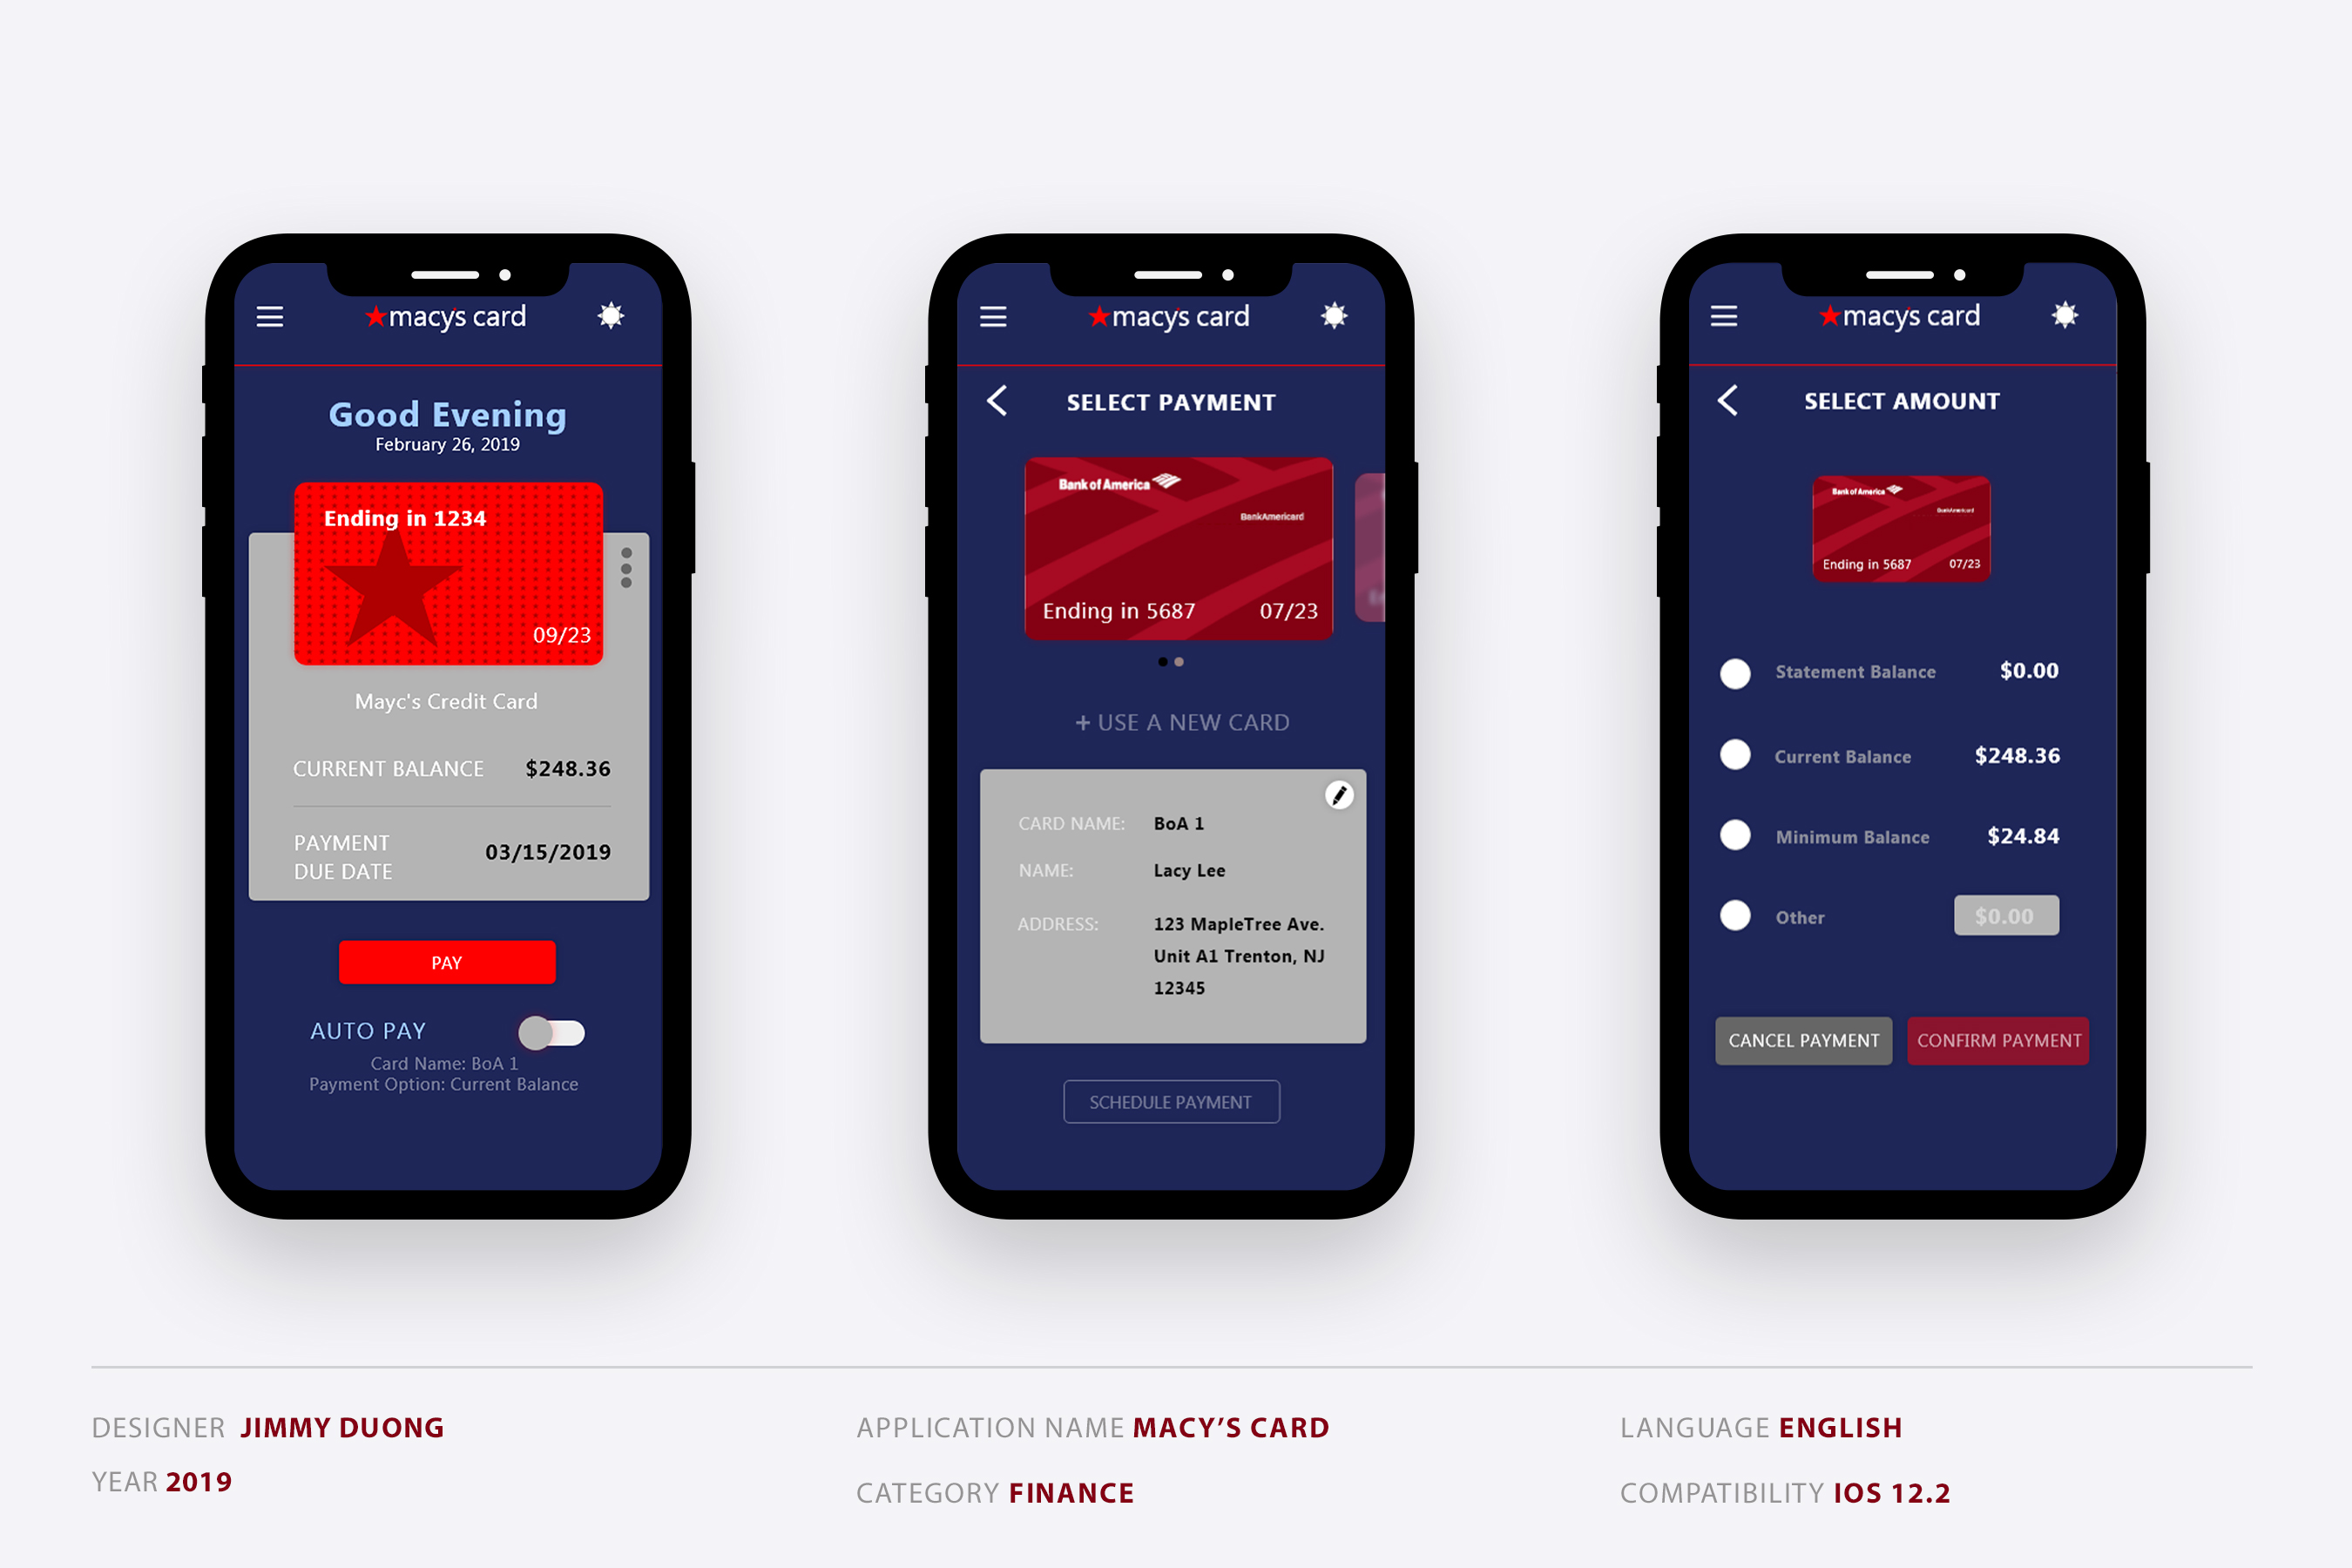 macy's card
Good Evening
February 26, 2019
Ending in 1234
09/23
Mayc's Credit Card
CURRENT BALANCE $248.36
PAYMENT
DUE DATE 03/15/2019
PAY
AUTO PAY
Card Name: BoA 1
Payment Option: Current Balance
macy's card
SELECT PAYMENT
Bank of America
BankAmericard
Ending in 5687 07/23
+ USE A NEW CARD
CARD NAME: BoA 1
NAME: Lacy Lee
ADDRESS: 123 MapleTree Ave.
Unit A1 Trenton, NJ
12345
SCHEDULE PAYMENT
macy's card
SELECT AMOUNT
Bank of America
BankAmericard
Ending in 5687 07/23
Statement Balance $0.00
Current Balance $248.36
Minimum Balance $24.84
Other $0.00
CANCEL PAYMENT CONFIRM PAYMENT
DESIGNER JIMMY DUONG
YEAR 2019
APPLICATION NAME MACY'S CARD
CATEGORY FINANCE
LANGUAGE ENGLISH
COMPATIBILITY IOS 12.2